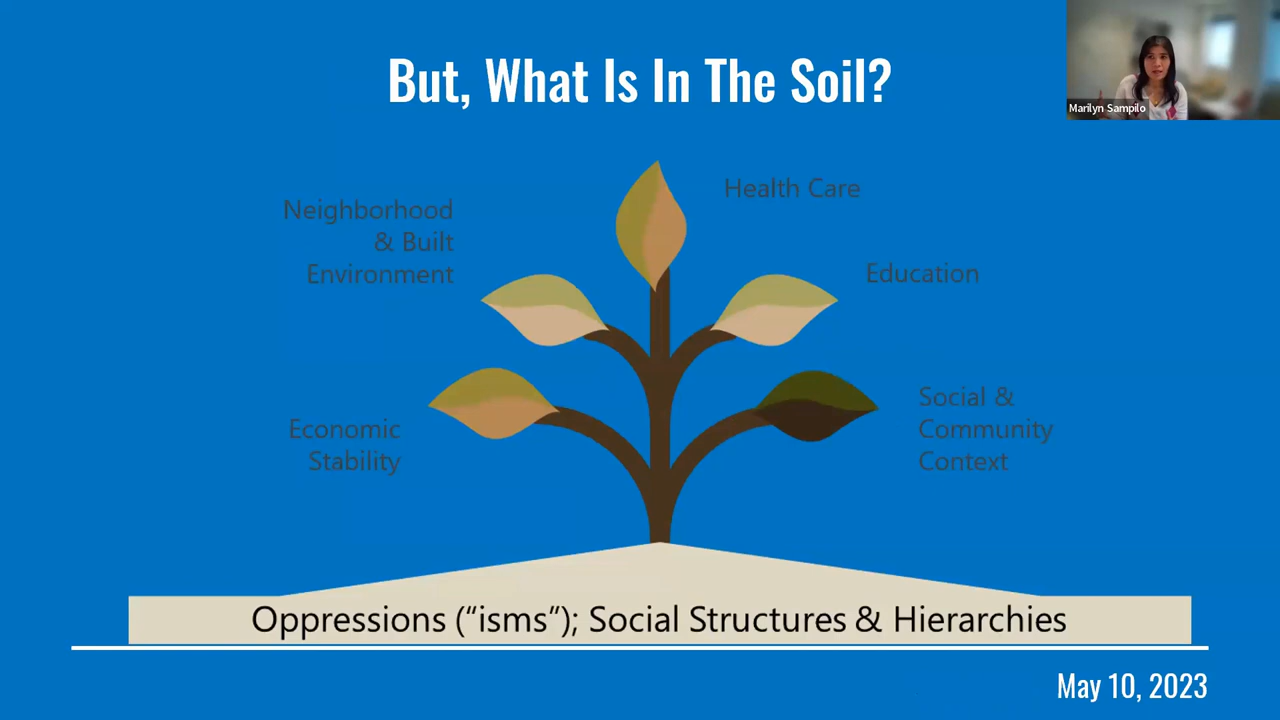 But, What Is In The Soil?
Marilyn Sampilo
Health Care
Neighborhood
& Built
Environment
Education
Economic
Stability
Social &
Community
Context
Oppressions (“isms”); Social Structures & Hierarchies
May 10, 2023